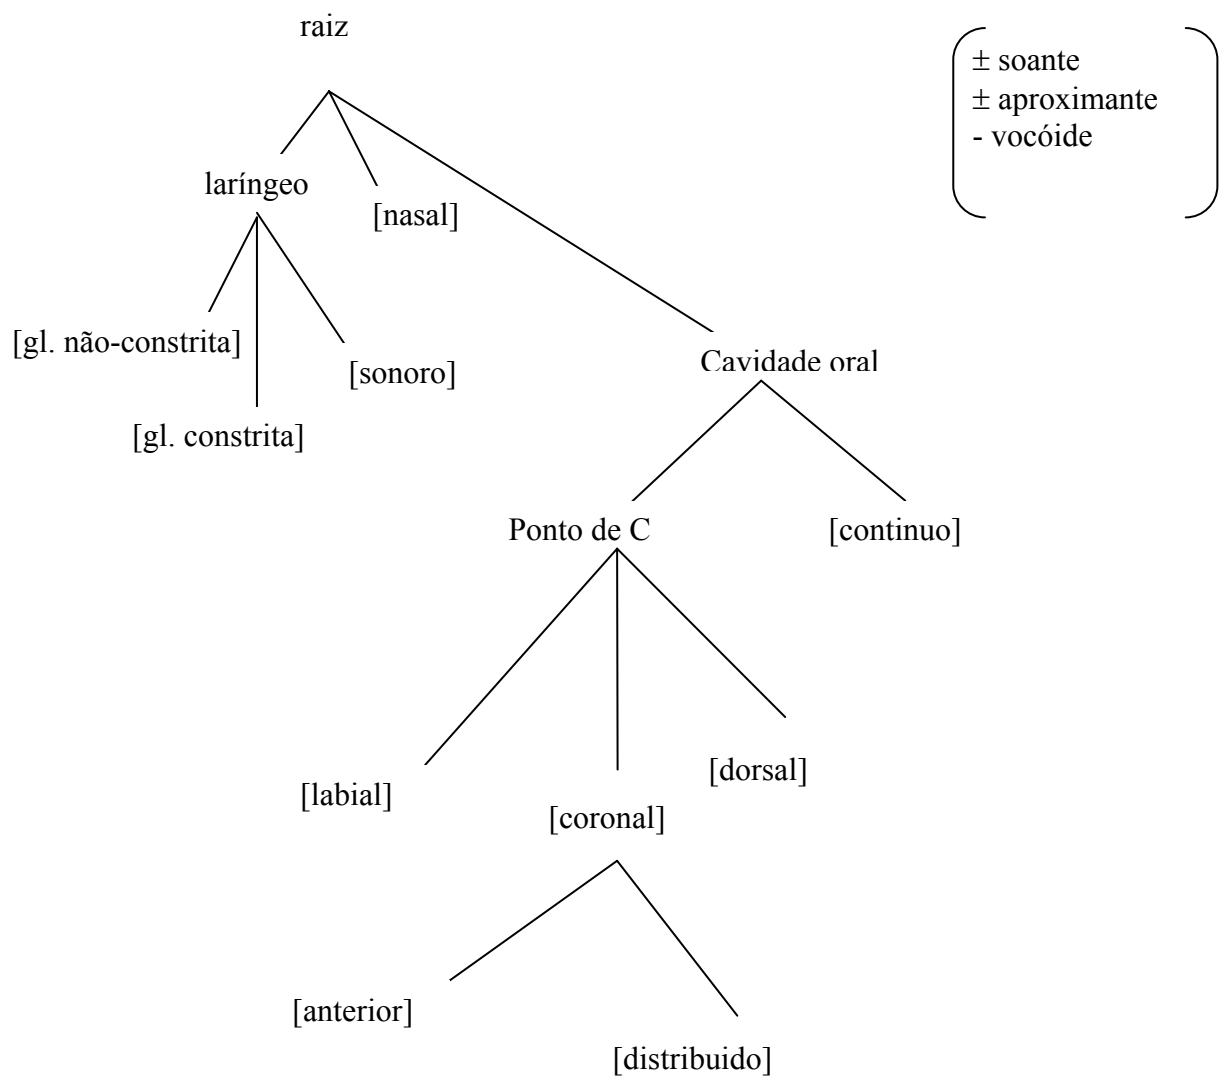 raiz
± soante
± aproximante
- vocóide
laríngeo
[nasal]
[gl. não-constrita]
[sonoro]
Cavidade oral
[gl. constrita]
Ponto de C
[continuo]
[dorsal]
[labial]
[coronal]
[anterior]
[distribuido]